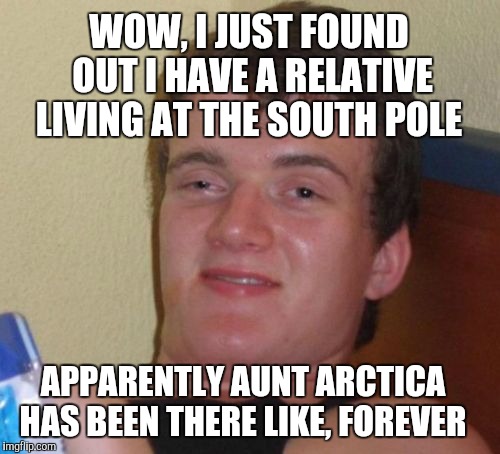 WOW, I JUST FOUND
OUT I HAVE A RELATIVE
LIVING AT THE SOUTH POLE
APPARENTLY AUNT ARCTICA
HAS BEEN THERE LIKE, FOREVER
imgflip.com